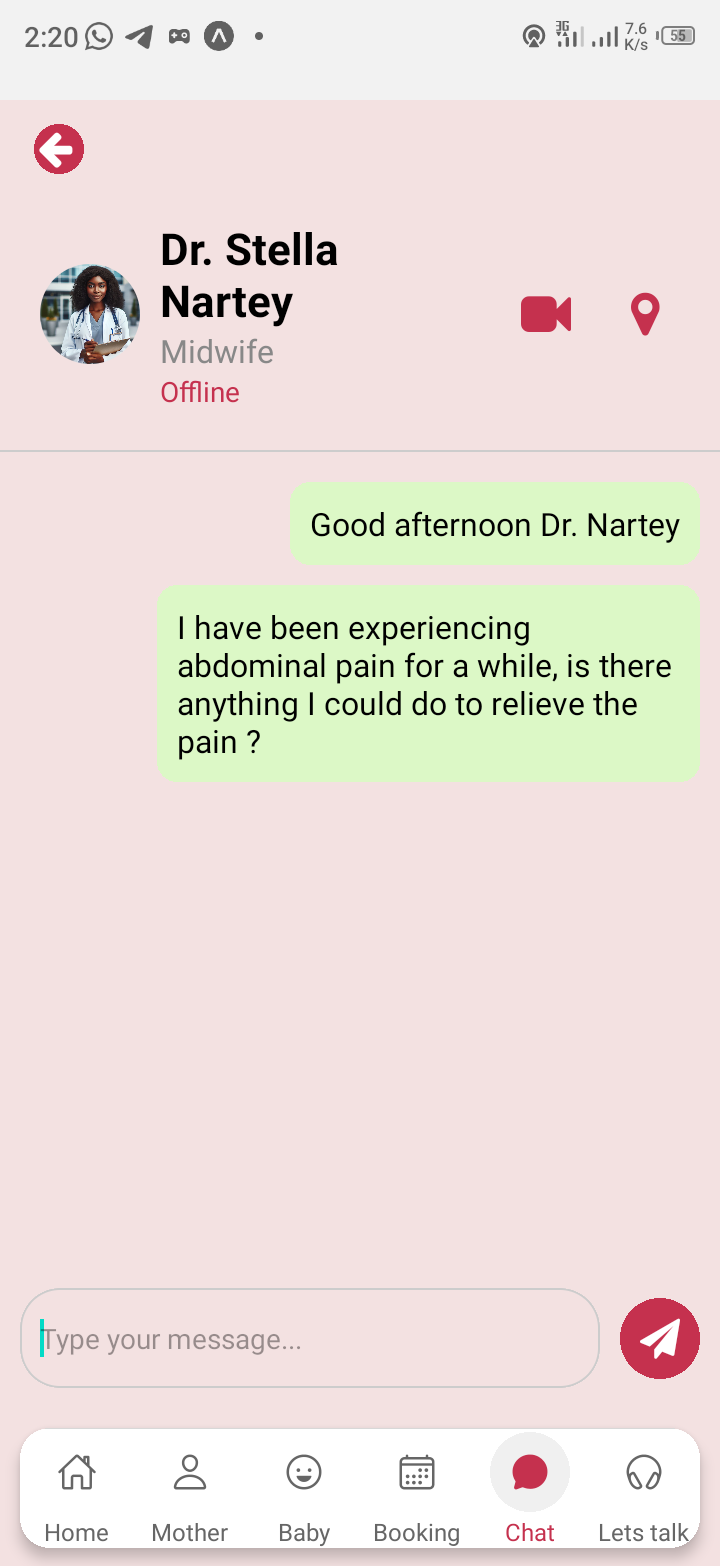 2:20
3G
7.6
K/s
55
Dr. Stella
Nartey
Midwife
Offline
Good afternoon Dr. Nartey
I have been experiencing
abdominal pain for a while, is there
anything I could do to relieve the
pain ?
Type your message...
Home Mother Baby Booking Chat Lets talk